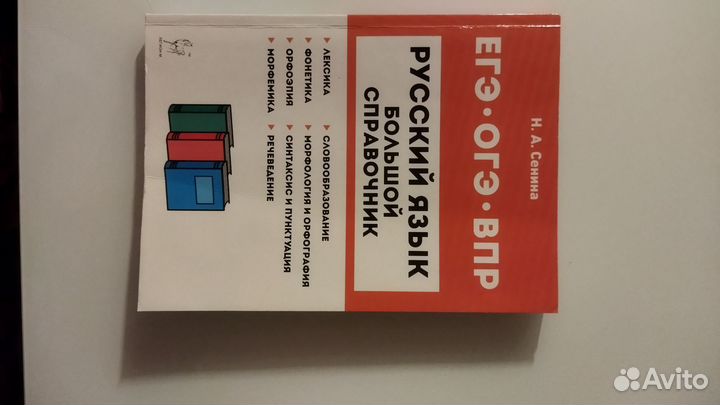 Н. А. Сенина
ЕГЭ • ОГЭ • ВПР
РУССКИЙ ЯЗЫК
БОЛЬШОЙ
СПРАВОЧНИК
ЛЕКСИКА
ФОНЕТИКА
ОРФОЭПИЯ
МОРФЕМИКА
СЛОВООБРАЗОВАНИЕ
МОРФОЛОГИЯ И ОРФОГРАФИЯ
СИНТАКСИС И ПУНКТУАЦИЯ
РЕЧЕВЕДЕНИЕ
ЛЕГИОН-М
Avito